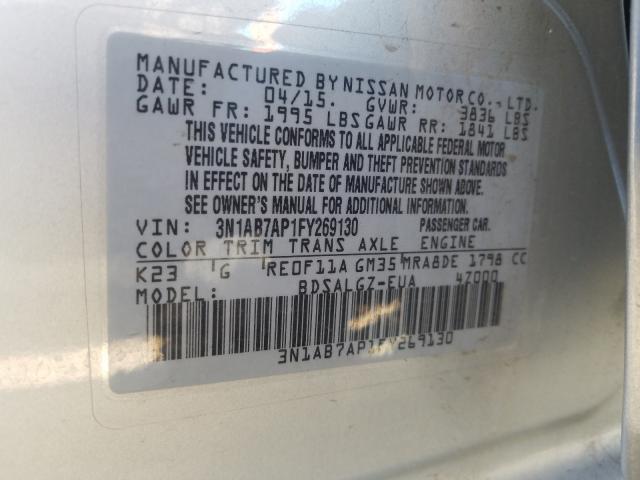 MANUFACTURED BY NISSAN MOTOR CO., LTD.
DATE: 04/15. GVWR: 3836 LBS
GAWR FR: 1995 LBS GAWR RR: 1841 LBS
THIS VEHICLE CONFORMS TO ALL APPLICABLE FEDERAL MOTOR
VEHICLE SAFETY, BUMPER AND THEFT PREVENTION STANDARDS
IN EFFECT ON THE DATE OF MANUFACTURE SHOWN ABOVE.
SEE OWNER'S MANUAL OR FOR ADDITIONAL INFORMATION.
VIN: 3N1AB7AP1FY269130 PASSENGER CAR.
COLOR TRIM TRANS AXLE ENGINE
K23 G RE0F11A GM35 MRA8DE 1798 CC
MODEL: BDSALGZ-EUA 47000
3N1AB7AP1FY269130